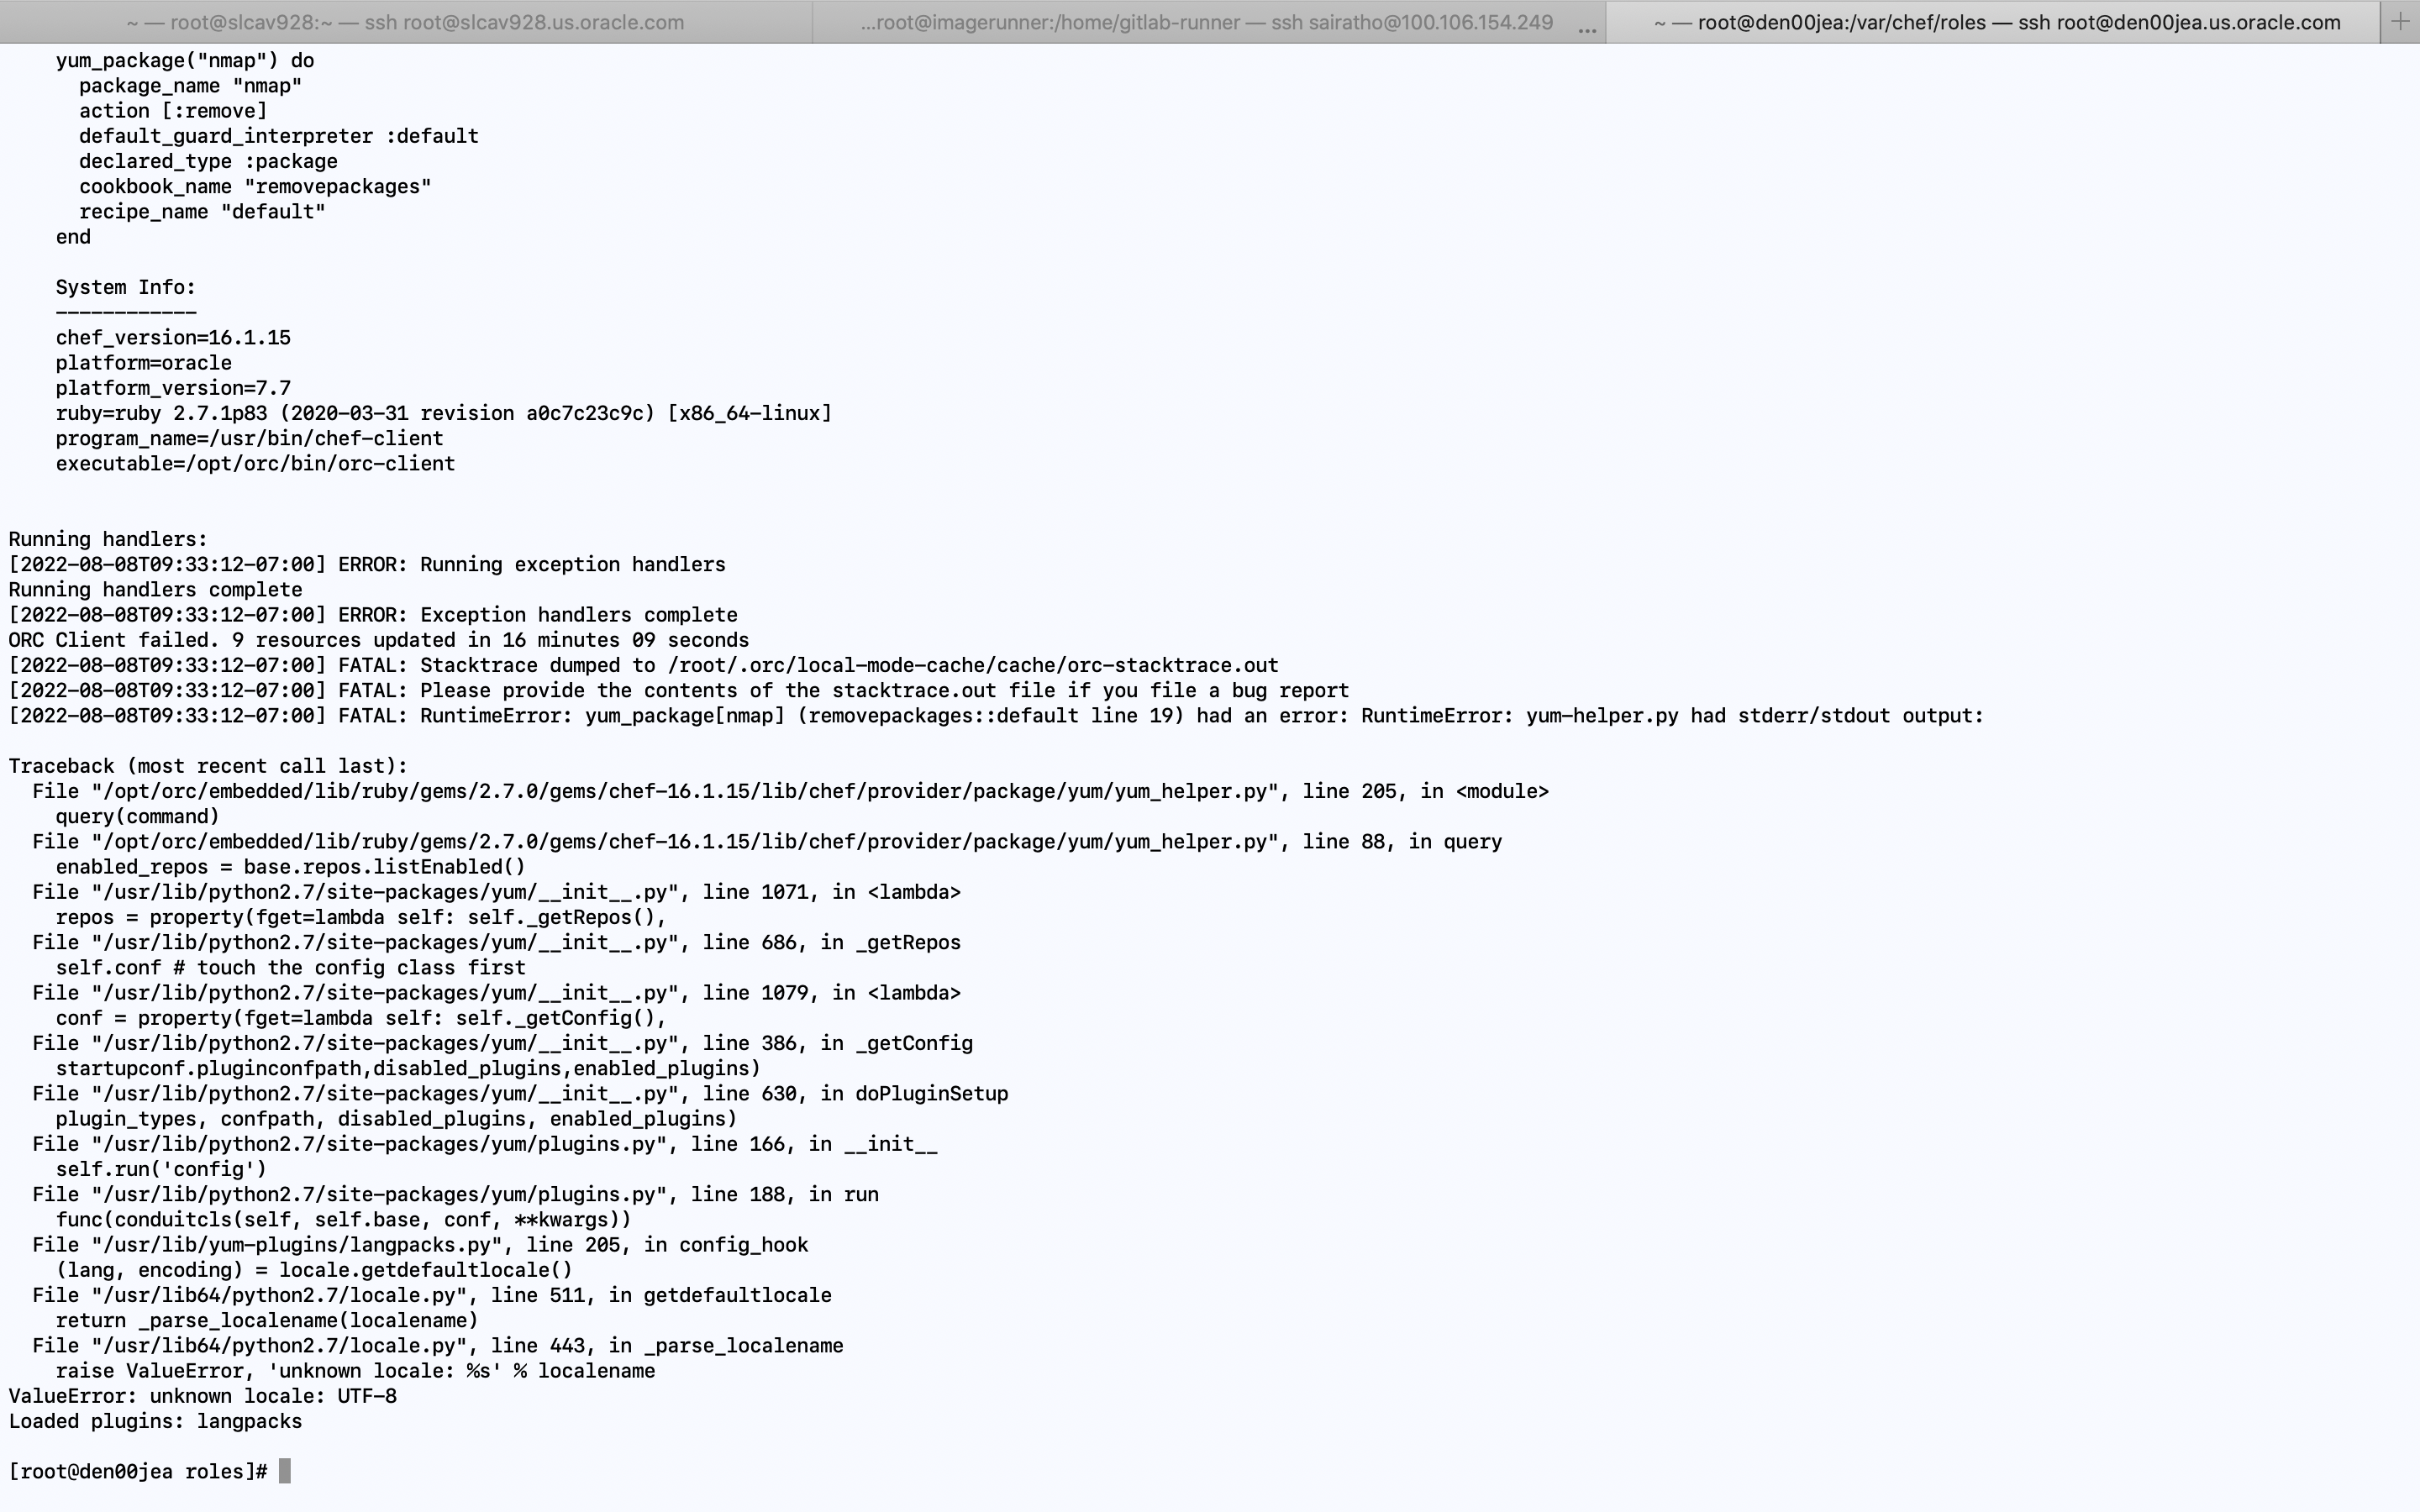 ~ — root@slcav928:~ — ssh root@slcav928.us.oracle.com
...root@imagerunner:/home/gitlab-runner — ssh sairatho@100.106.154.249 ...
~ — root@den00jea:/var/chef/roles — ssh root@den00jea.us.oracle.com +
    yum_package("nmap") do
      package_name "nmap"
      action [:remove]
      default_guard_interpreter :default
      declared_type :package
      cookbook_name "removepackages"
      recipe_name "default"
    end

    System Info:
    ------------
    chef_version=16.1.15
    platform=oracle
    platform_version=7.7
    ruby=ruby 2.7.1p83 (2020-03-31 revision a0c7c23c9c) [x86_64-linux]
    program_name=/usr/bin/chef-client
    executable=/opt/orc/bin/orc-client

Running handlers:
[2022-08-08T09:33:12-07:00] ERROR: Running exception handlers
Running handlers complete
[2022-08-08T09:33:12-07:00] ERROR: Exception handlers complete
ORC Client failed. 9 resources updated in 16 minutes 09 seconds
[2022-08-08T09:33:12-07:00] FATAL: Stacktrace dumped to /root/.orc/local-mode-cache/cache/orc-stacktrace.out
[2022-08-08T09:33:12-07:00] FATAL: Please provide the contents of the stacktrace.out file if you file a bug report
[2022-08-08T09:33:12-07:00] FATAL: RuntimeError: yum_package[nmap] (removepackages::default line 19) had an error: RuntimeError: yum-helper.py had stderr/stdout output:

Traceback (most recent call last):
  File "/opt/orc/embedded/lib/ruby/gems/2.7.0/gems/chef-16.1.15/lib/chef/provider/package/yum/yum_helper.py", line 205, in <module>
    query(command)
  File "/opt/orc/embedded/lib/ruby/gems/2.7.0/gems/chef-16.1.15/lib/chef/provider/package/yum/yum_helper.py", line 88, in query
    enabled_repos = base.repos.listEnabled()
  File "/usr/lib/python2.7/site-packages/yum/__init__.py", line 1071, in <lambda>
    repos = property(fget=lambda self: self._getRepos(),
  File "/usr/lib/python2.7/site-packages/yum/__init__.py", line 686, in _getRepos
    self.conf # touch the config class first
  File "/usr/lib/python2.7/site-packages/yum/__init__.py", line 1079, in <lambda>
    conf = property(fget=lambda self: self._getConfig(),
  File "/usr/lib/python2.7/site-packages/yum/__init__.py", line 386, in _getConfig
    startupconf.pluginconfpath,disabled_plugins,enabled_plugins)
  File "/usr/lib/python2.7/site-packages/yum/__init__.py", line 630, in doPluginSetup
    plugin_types, confpath, disabled_plugins, enabled_plugins)
  File "/usr/lib/python2.7/site-packages/yum/plugins.py", line 166, in __init__
    self.run('config')
  File "/usr/lib/python2.7/site-packages/yum/plugins.py", line 188, in run
    func(conduitcls(self, self.base, conf, **kwargs))
  File "/usr/lib/yum-plugins/langpacks.py", line 205, in config_hook
    (lang, encoding) = locale.getdefaultlocale()
  File "/usr/lib64/python2.7/locale.py", line 511, in getdefaultlocale
    return _parse_localename(localename)
  File "/usr/lib64/python2.7/locale.py", line 443, in _parse_localename
    raise ValueError, 'unknown locale: %s' % localename
ValueError: unknown locale: UTF-8
Loaded plugins: langpacks

[root@den00jea roles]#